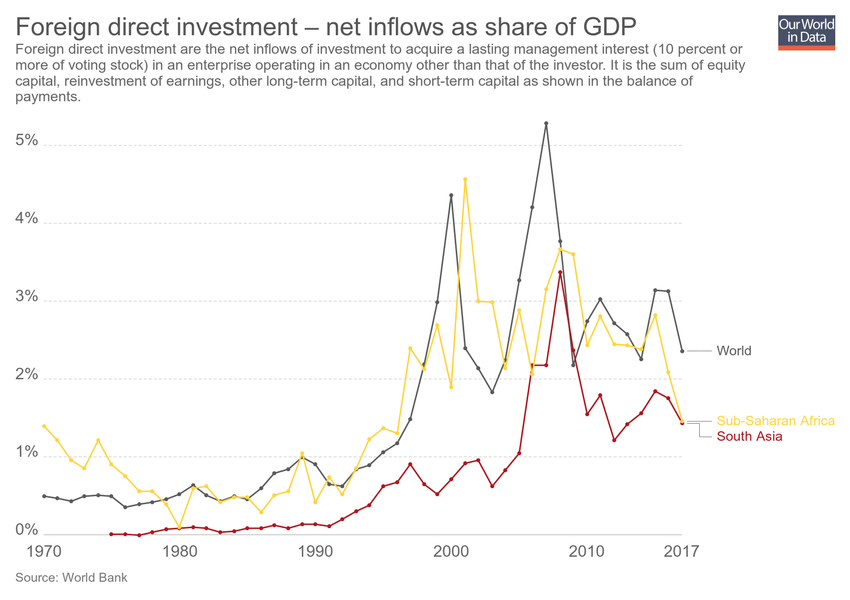 Foreign direct investment – net inflows as share of GDP
Our World
in Data
Foreign direct investment are the net inflows of investment to acquire a lasting management interest (10 percent or
more of voting stock) in an enterprise operating in an economy other than that of the investor. It is the sum of equity
capital, reinvestment of earnings, other long-term capital, and short-term capital as shown in the balance of
payments.
5%
4%
3%
2%
1%
0%
World
Sub-Saharan Africa
South Asia
1970 1980 1990 2000 2010 2017
Source: World Bank